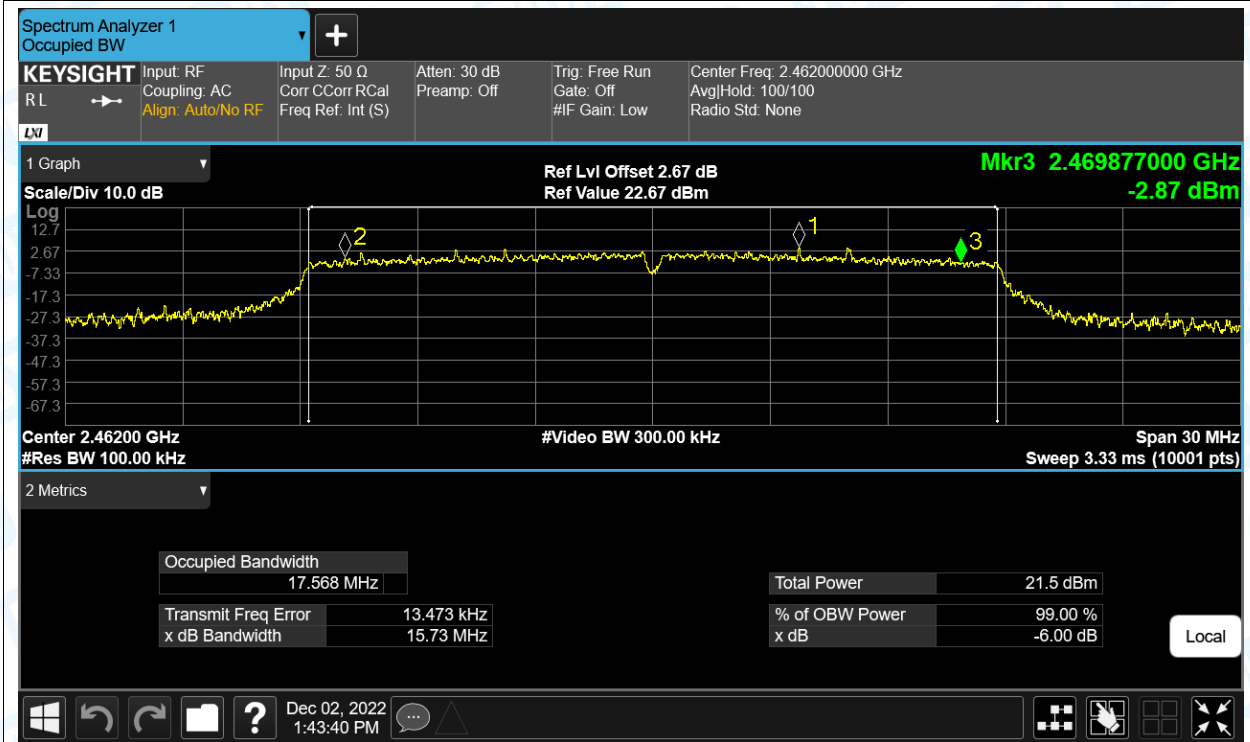 Spectrum Analyzer 1
Occupied BW
KEYSIGHT
R L
LXI
Input: RF
Coupling: AC
Align: Auto/No RF
Input Z: 50 Ω
Corr CCorr RCal
Freq Ref: Int (S)
Atten: 30 dB
Preamp: Off
Trig: Free Run
Gate: Off
#IF Gain: Low
Center Freq: 2.462000000 GHz
Avg|Hold: 100/100
Radio Std: None
1 Graph
Scale/Div 10.0 dB
Ref Lvl Offset 2.67 dB
Ref Value 22.67 dBm
Mkr3 2.469877000 GHz
-2.87 dBm
Log
12.7
2.67
-7.33
-17.3
-27.3
-37.3
-47.3
-57.3
-67.3
2
1
3
Center 2.46200 GHz
#Res BW 100.00 kHz
#Video BW 300.00 kHz
Span 30 MHz
Sweep 3.33 ms (10001 pts)
2 Metrics
Occupied Bandwidth
17.568 MHz
Transmit Freq Error 13.473 kHz
x dB Bandwidth 15.73 MHz
Total Power 21.5 dBm
% of OBW Power 99.00 %
x dB -6.00 dB
Local
?
Dec 02, 2022
1:43:40 PM